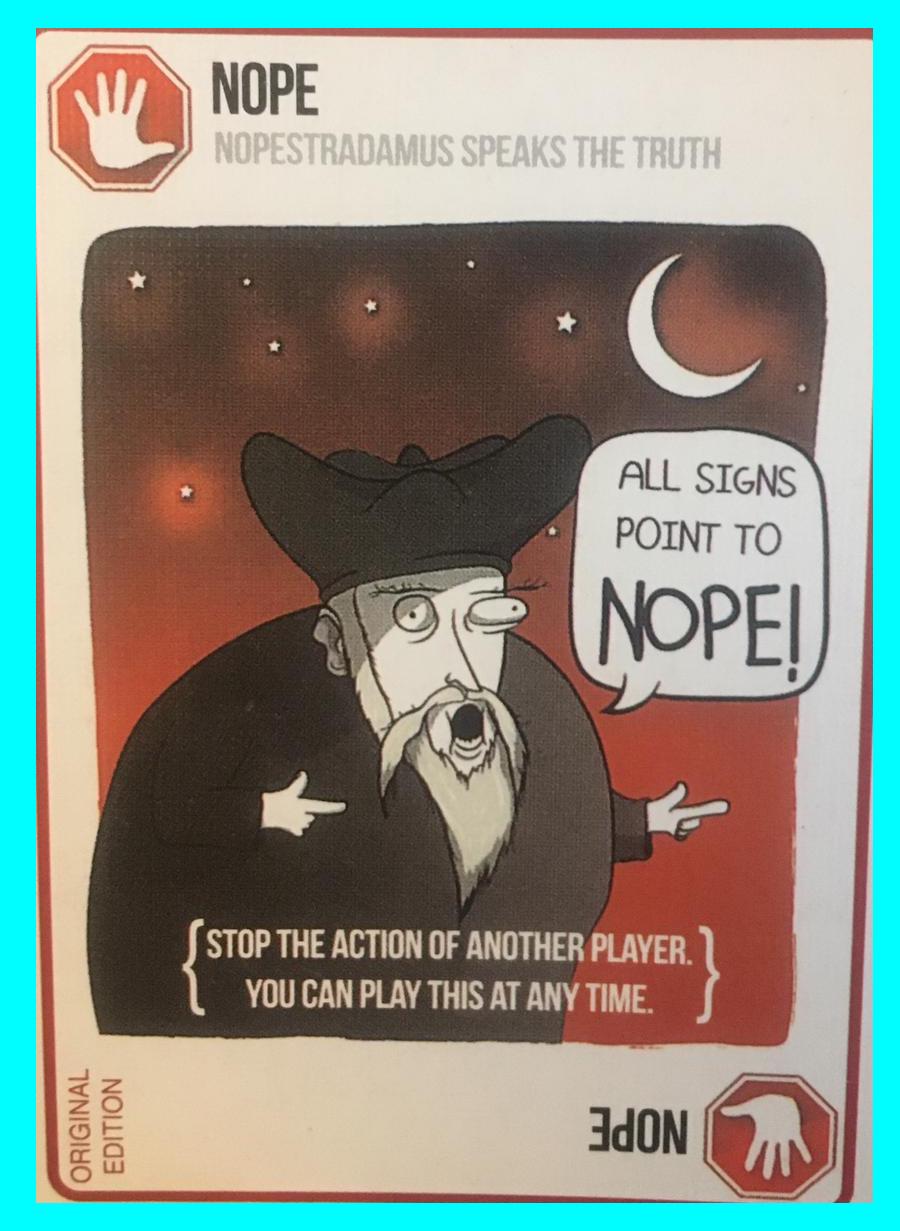 NOPE
NOPESTRADAMUS SPEAKS THE TRUTH
ALL SIGNS
POINT TO
NOPE!
{STOP THE ACTION OF ANOTHER PLAYER.
YOU CAN PLAY THIS AT ANY TIME.}
ORIGINAL
EDITION
NOPE